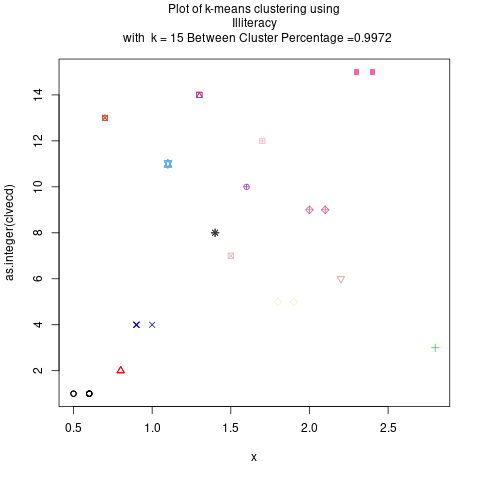 Plot of k-means clustering using
Illiteracy
with  k = 15 Between Cluster Percentage =0.9972
as.integer(clvecd)
14
12
10
8
6
4
2
0.5 1.0 1.5 2.0 2.5
x